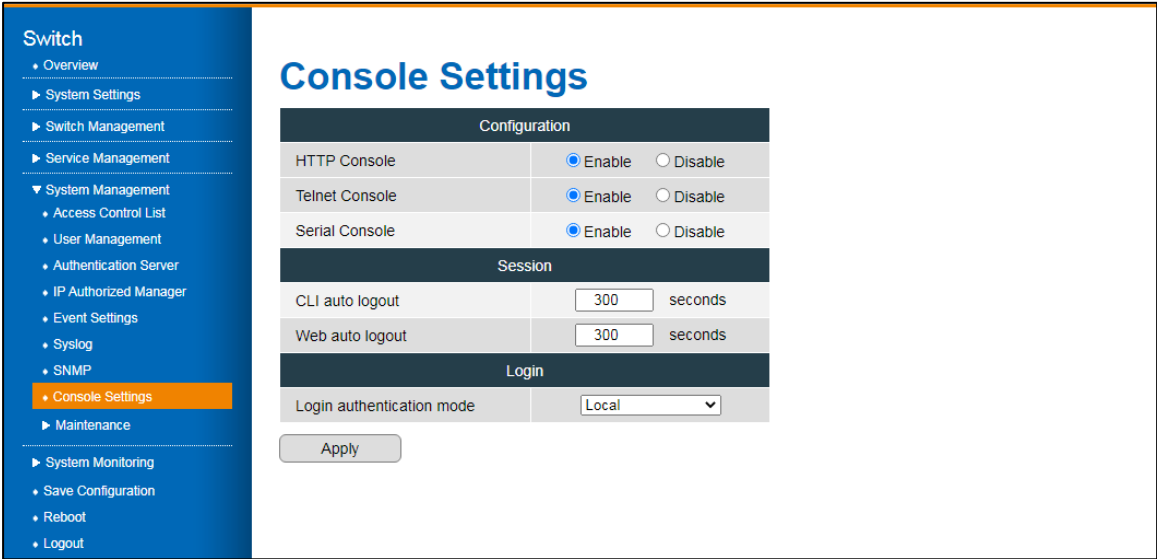 Switch
Overview
System Settings
Switch Management
Service Management
System Management
Access Control List
User Management
Authentication Server
IP Authorized Manager
Event Settings
Syslog
SNMP
Console Settings
Maintenance
System Monitoring
Save Configuration
Reboot
Logout
Console Settings
Configuration
HTTP Console Enable Disable
Telnet Console Enable Disable
Serial Console Enable Disable
Session
CLI auto logout 300 seconds
Web auto logout 300 seconds
Login
Login authentication mode Local
Apply